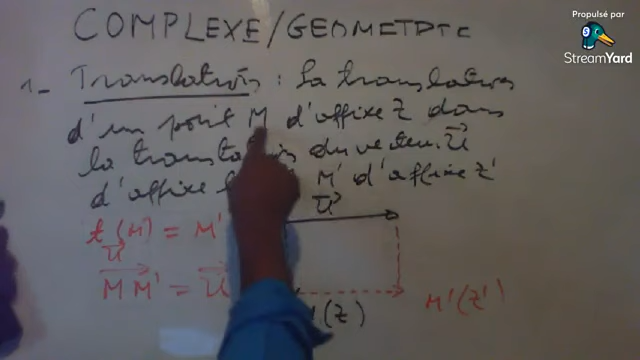 Propulsé par
StreamYard
COMPLEXE/GEOMETRIE
1- Translation : La translation
d'un point M d'affixe Z dans
la translation du vecteur u
d'affixe M' d'affixe z'
u
t u (M) = M'
MM' = u
(Z)
M'(Z')